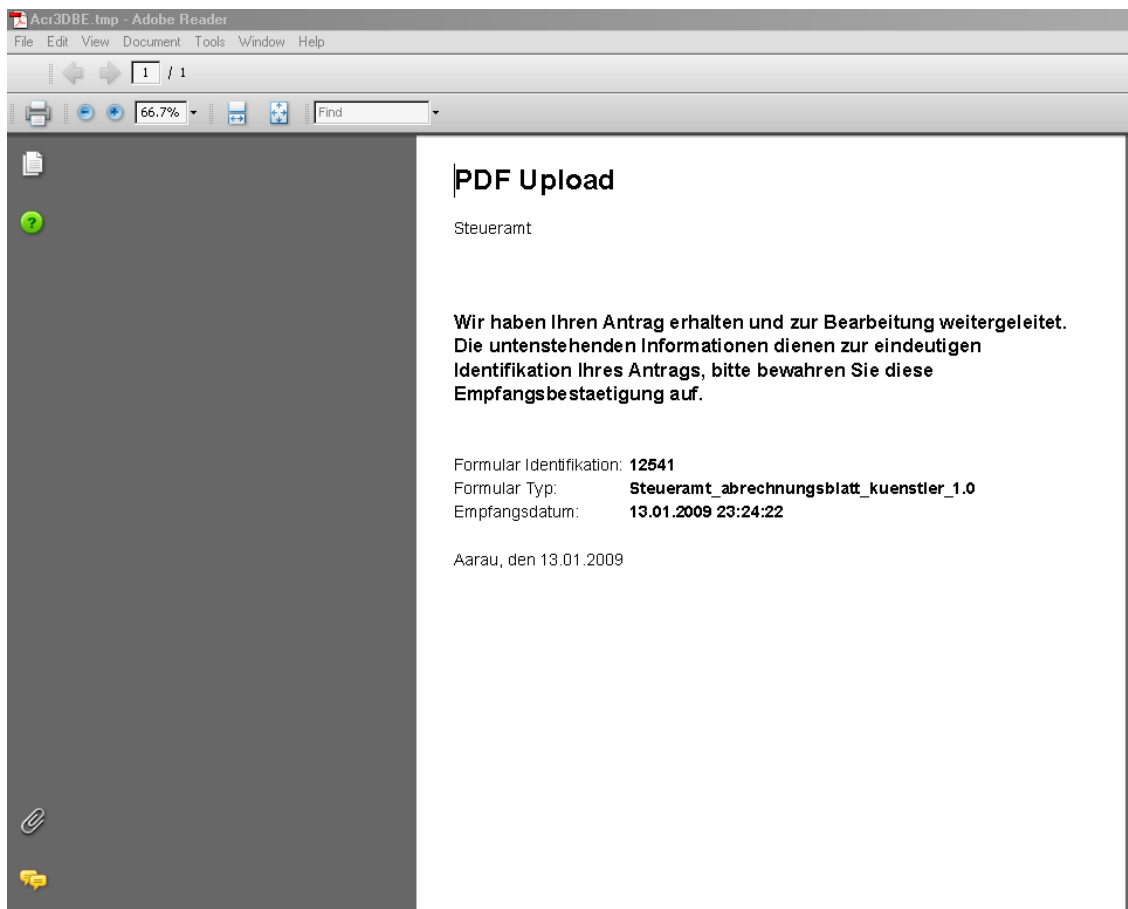 Acr3DBE.tmp - Adobe Reader
File Edit View Document Tools Window Help
1 / 1
66.7% Find
PDF Upload
Steueramt
Wir haben Ihren Antrag erhalten und zur Bearbeitung weitergeleitet.
Die untenstehenden Informationen dienen zur eindeutigen
Identifikation Ihres Antrags, bitte bewahren Sie diese
Empfangsbestaetigung auf.
Formular Identifikation: 12541
Formular Typ: Steueramt_abrechnungsblatt_kuenstler_1.0
Empfangsdatum: 13.01.2009 23:24:22
Aarau, den 13.01.2009